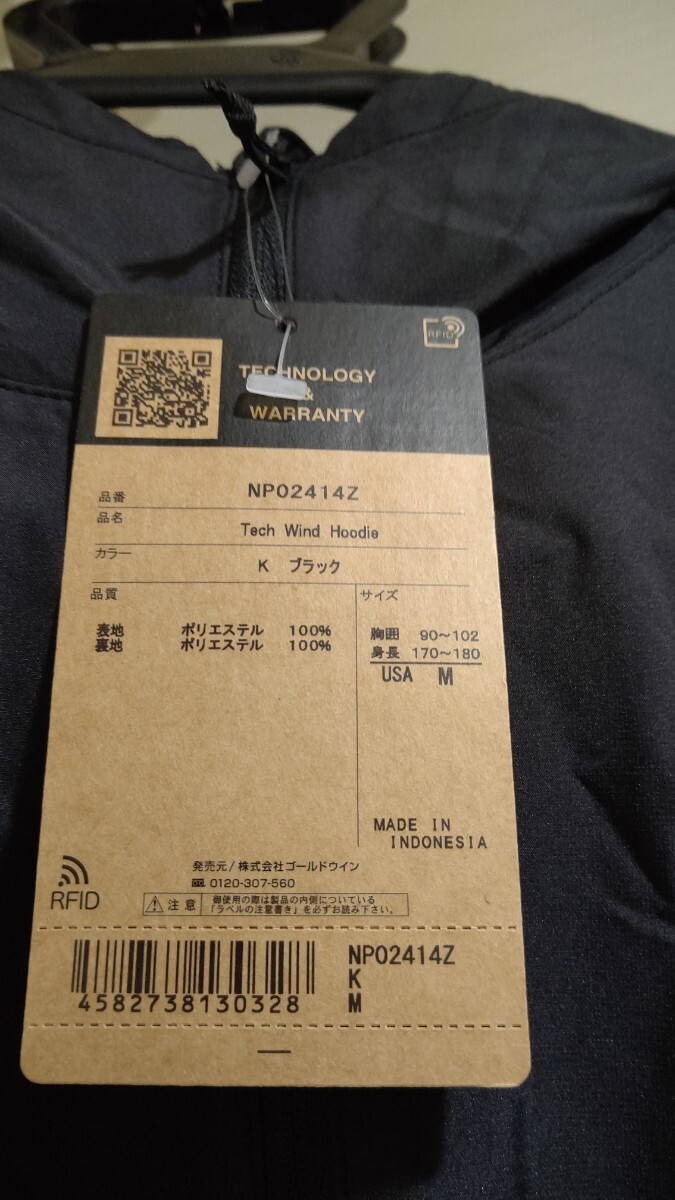 RFID
TECHNOLOGY
&
WARRANTY
品番 NP02414Z
品名 Tech Wind Hoodie
カラー K ブラック
品質
表地 ポリエステル 100%
裏地 ポリエステル 100%
サイズ
胸囲 90〜102
身長 170〜180
USA M
MADE IN
INDONESIA
RFID
発売元/株式会社ゴールドウイン
0120-307-560
注意
御使用の際は製品の内側についている
「ラベルの注意書き」を必ずお読み下さい。
4582738130328
NP02414Z
K
M